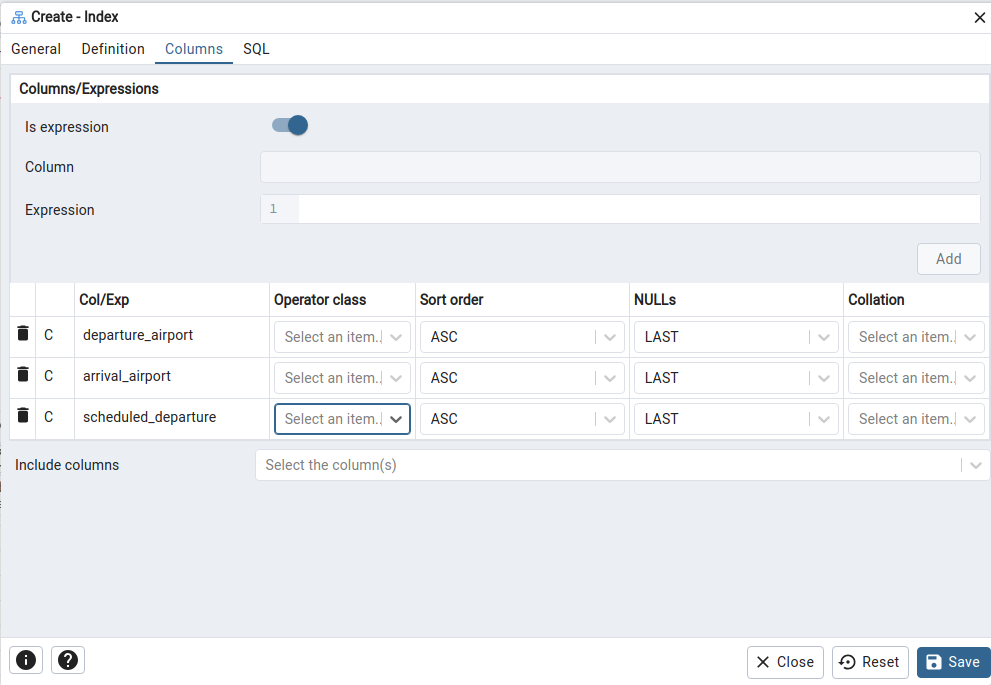 Create - Index
General Definition Columns SQL
Columns/Expressions
Is expression
Column
Expression 1
Add
Col/Exp Operator class Sort order NULLs Collation
C departure_airport Select an item. ASC LAST Select an item.
C arrival_airport Select an item. ASC LAST Select an item.
C scheduled_departure Select an item. ASC LAST Select an item.
Include columns Select the column(s)
Close Reset Save